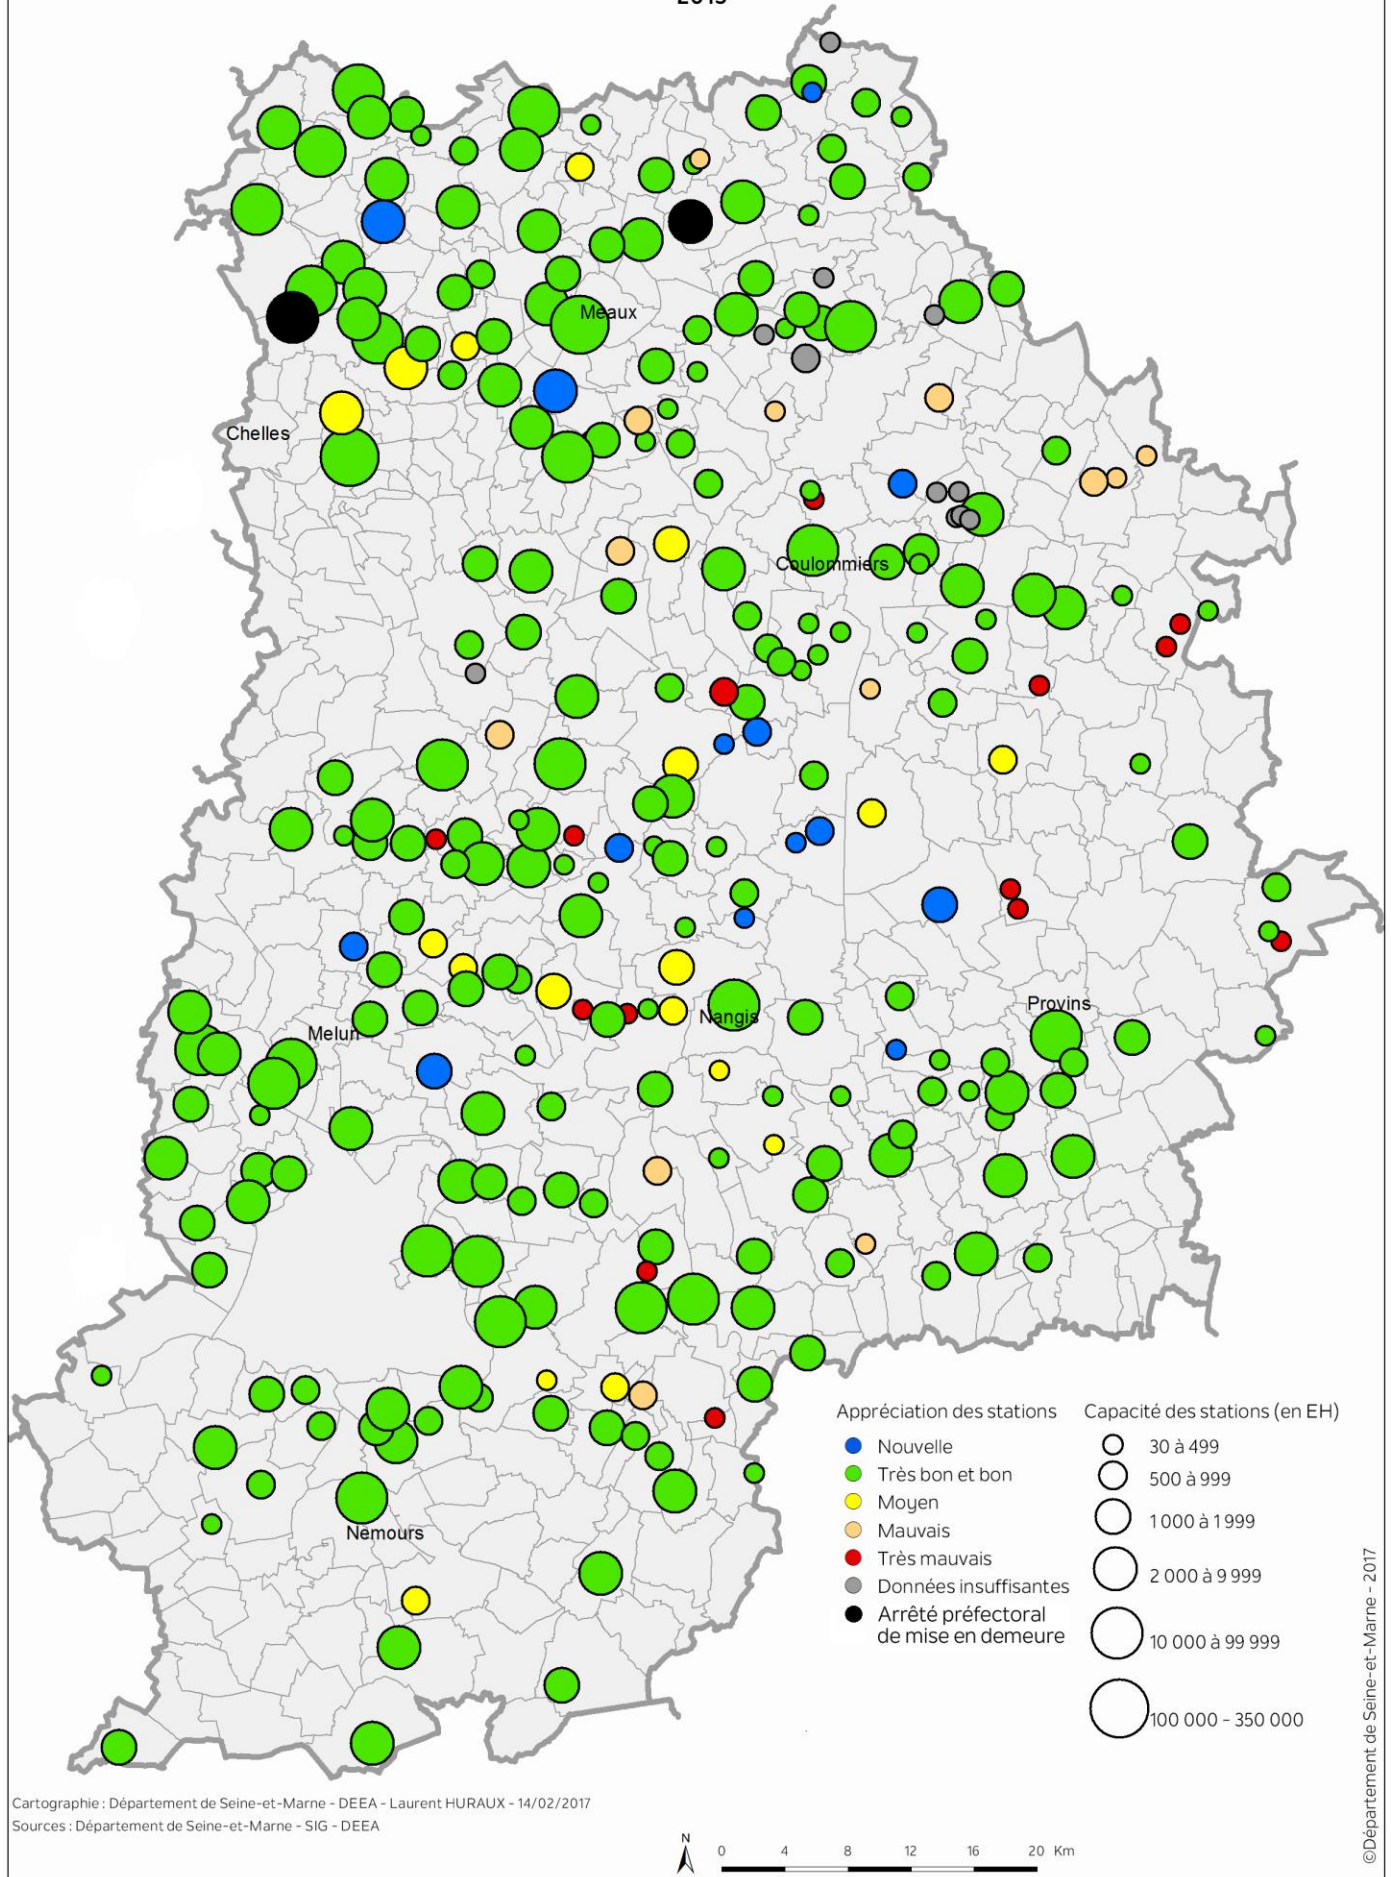 Meaux
Chelles
Coulommiers
Provins
Nangis
Melun
Nemours
Appréciation des stations
Nouvelle
Très bon et bon
Moyen
Mauvais
Très mauvais
Données insuffisantes
Arrêté préfectoral
de mise en demeure
Capacité des stations (en EH)
30 à 499
500 à 999
1 000 à 1 999
2 000 à 9 999
10 000 à 99 999
100 000 - 350 000
©Département de Seine-et-Marne - 2017
Cartographie : Département de Seine-et-Marne - DEEA - Laurent HURAUX - 14/02/2017
Sources : Département de Seine-et-Marne - SIG - DEEA
N
0 4 8 12 16 20 Km